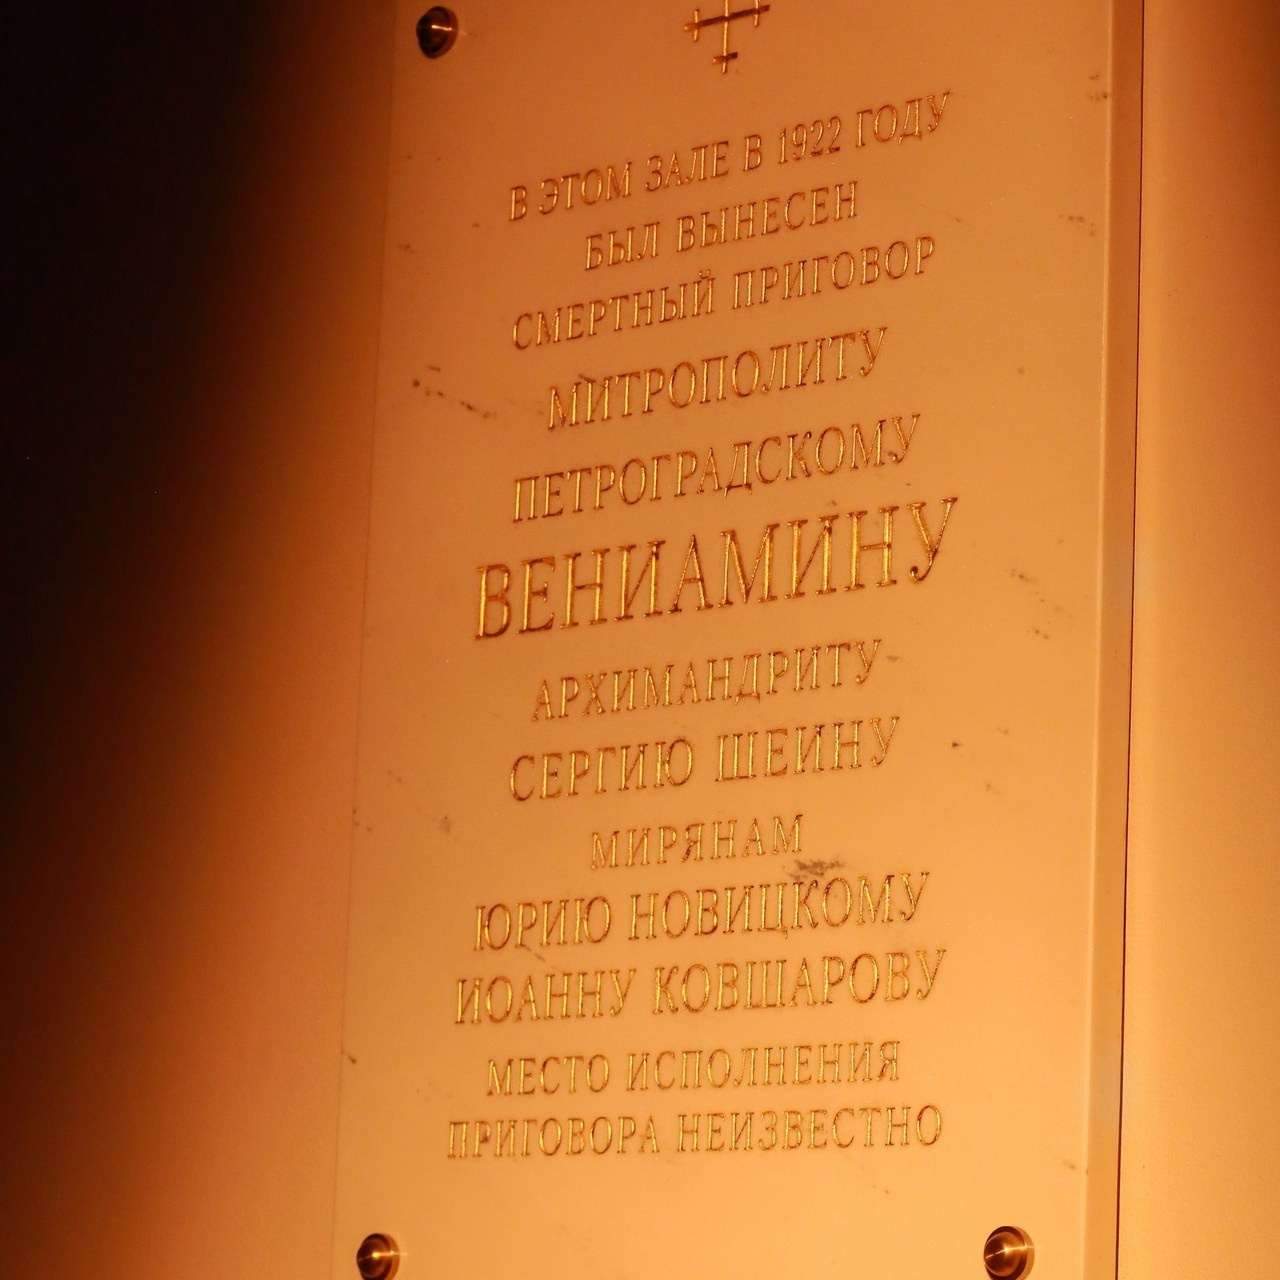 В ЭТОМ ЗАЛЕ В 1922 ГОДУ
БЫЛ ВЫНЕСЕН
СМЕРТНЫЙ ПРИГОВОР
МИТРОПОЛИТУ
ПЕТРОГРАДСКОМУ
ВЕНИАМИНУ
АРХИМАНДРИТУ
СЕРГИЮ ШЕИНУ
МИРЯНАМ
ЮРИЮ НОВИЦКОМУ
ИОАННУ КОВШАРОВУ
МЕСТО ИСПОЛНЕНИЯ
ПРИГОВОРА НЕИЗВЕСТНО